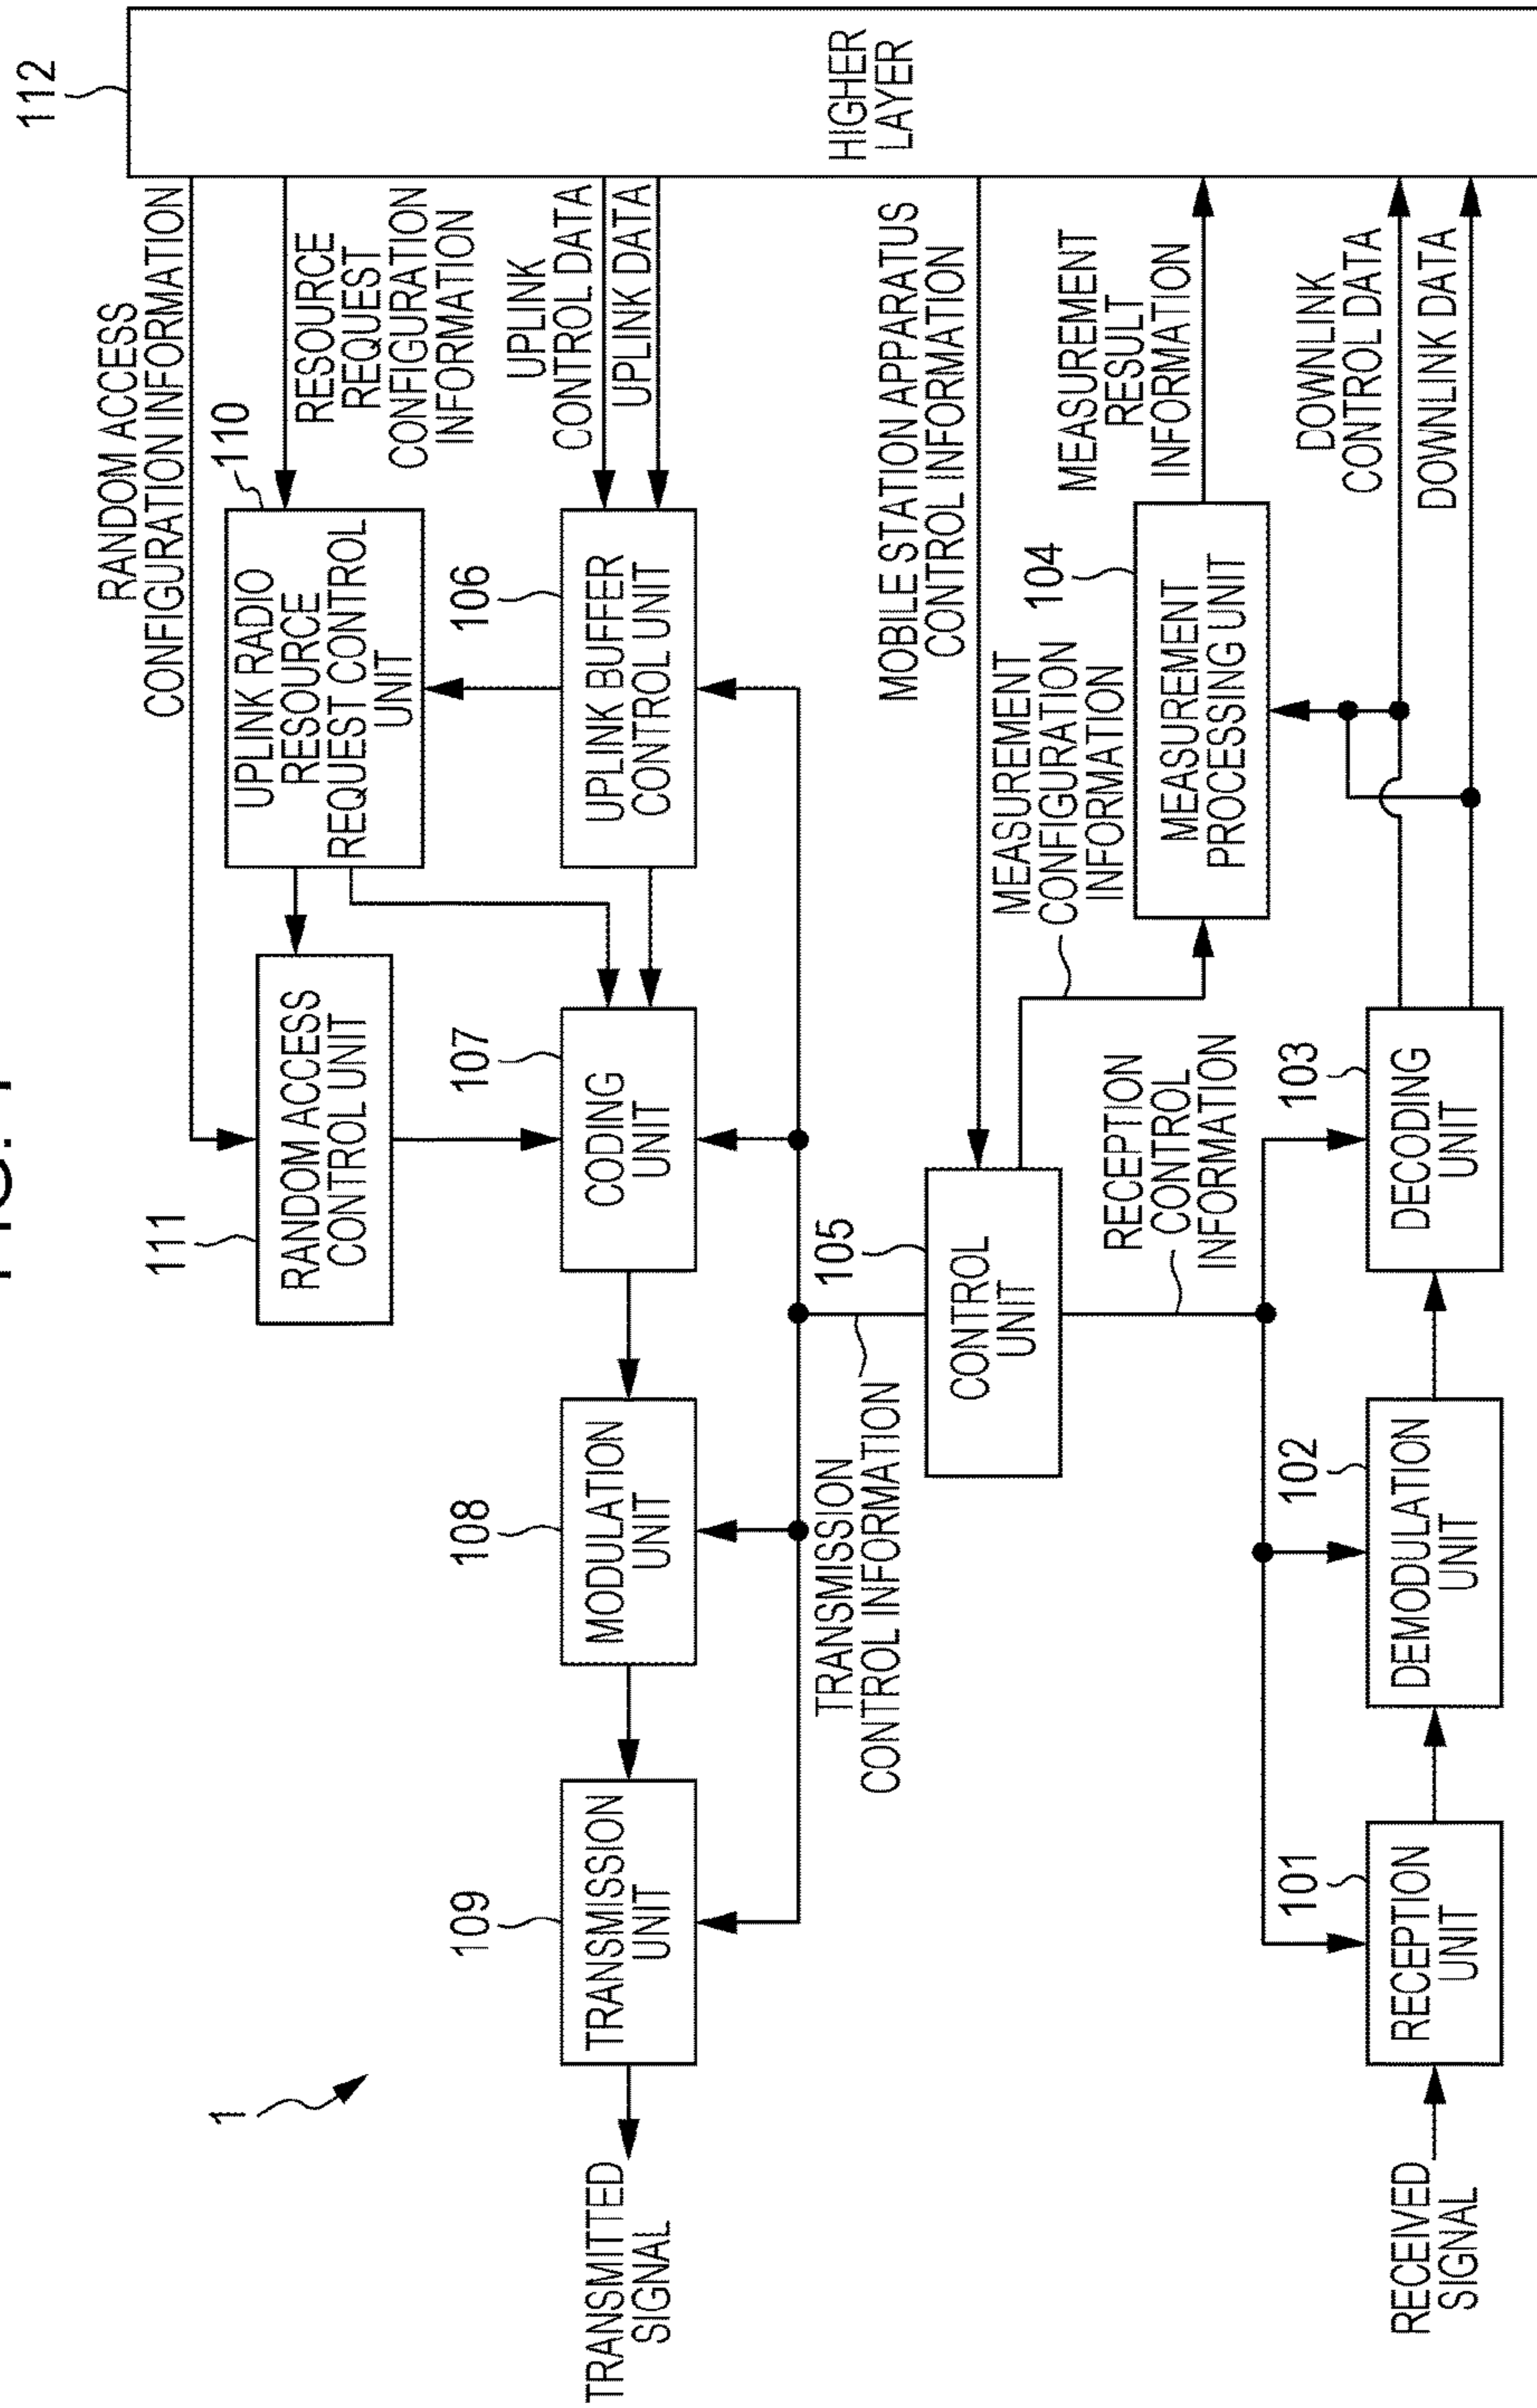 FIG. 1
1
112
HIGHER
LAYER
RANDOM ACCESS
CONFIGURATION INFORMATION
RESOURCE
REQUEST
CONFIGURATION
INFORMATION
110
UPLINK RADIO
RESOURCE
REQUEST CONTROL
UNIT
111
RANDOM ACCESS
CONTROL UNIT
UPLINK
CONTROL DATA
UPLINK DATA
106
UPLINK BUFFER
CONTROL UNIT
107
CODING
UNIT
108
MODULATION
UNIT
109
TRANSMISSION
UNIT
TRANSMITTED
SIGNAL
TRANSMISSION
CONTROL INFORMATION
MOBILE STATION APPARATUS
CONTROL INFORMATION
105
CONTROL
UNIT
MEASUREMENT
CONFIGURATION
INFORMATION
104
MEASUREMENT
PROCESSING UNIT
MEASUREMENT
RESULT
INFORMATION
RECEPTION
CONTROL
INFORMATION
DOWNLINK
CONTROL DATA
DOWNLINK DATA
103
DECODING
UNIT
102
DEMODULATION
UNIT
101
RECEPTION
UNIT
RECEIVED
SIGNAL